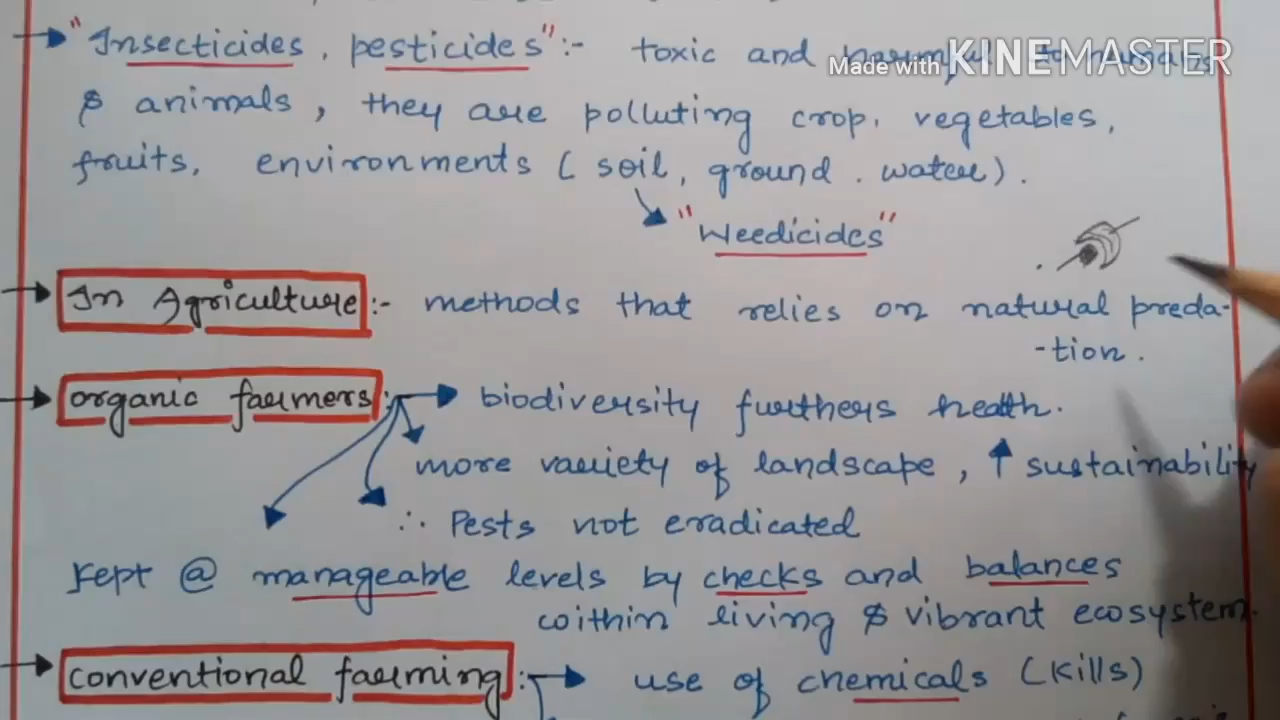 "Insecticides, pesticides":- toxic and
Made with KINEMASTER
& animals, they are polluting crop, vegetables,
fruits, environments (soil, ground. water).
"Weedicides"
In Agriculture:- methods that relies on natural preda-
-tion.
organic farmers:- biodiversity furthers health.
more variety of landscape, ↑ sustainability
∴ Pests not eradicated
Kept @ manageable levels by checks and balances
within living & vibrant ecosystem.
conventional farming:- use of chemicals (kills)